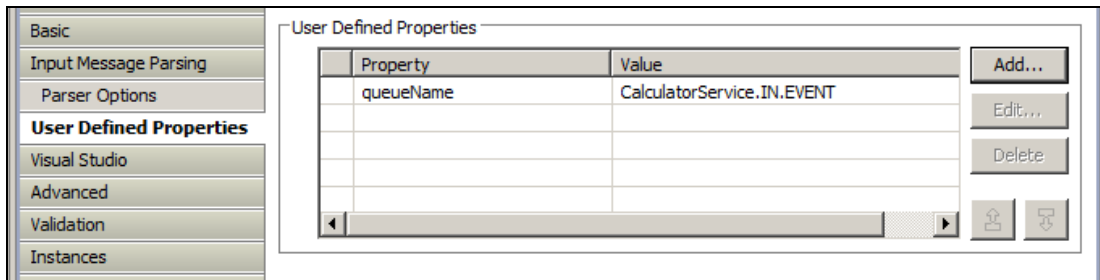 Basic
Input Message Parsing
Parser Options
User Defined Properties
Visual Studio
Advanced
Validation
Instances
User Defined Properties
Property Value
queueName CalculatorService.IN.EVENT
Add...
Edit...
Delete